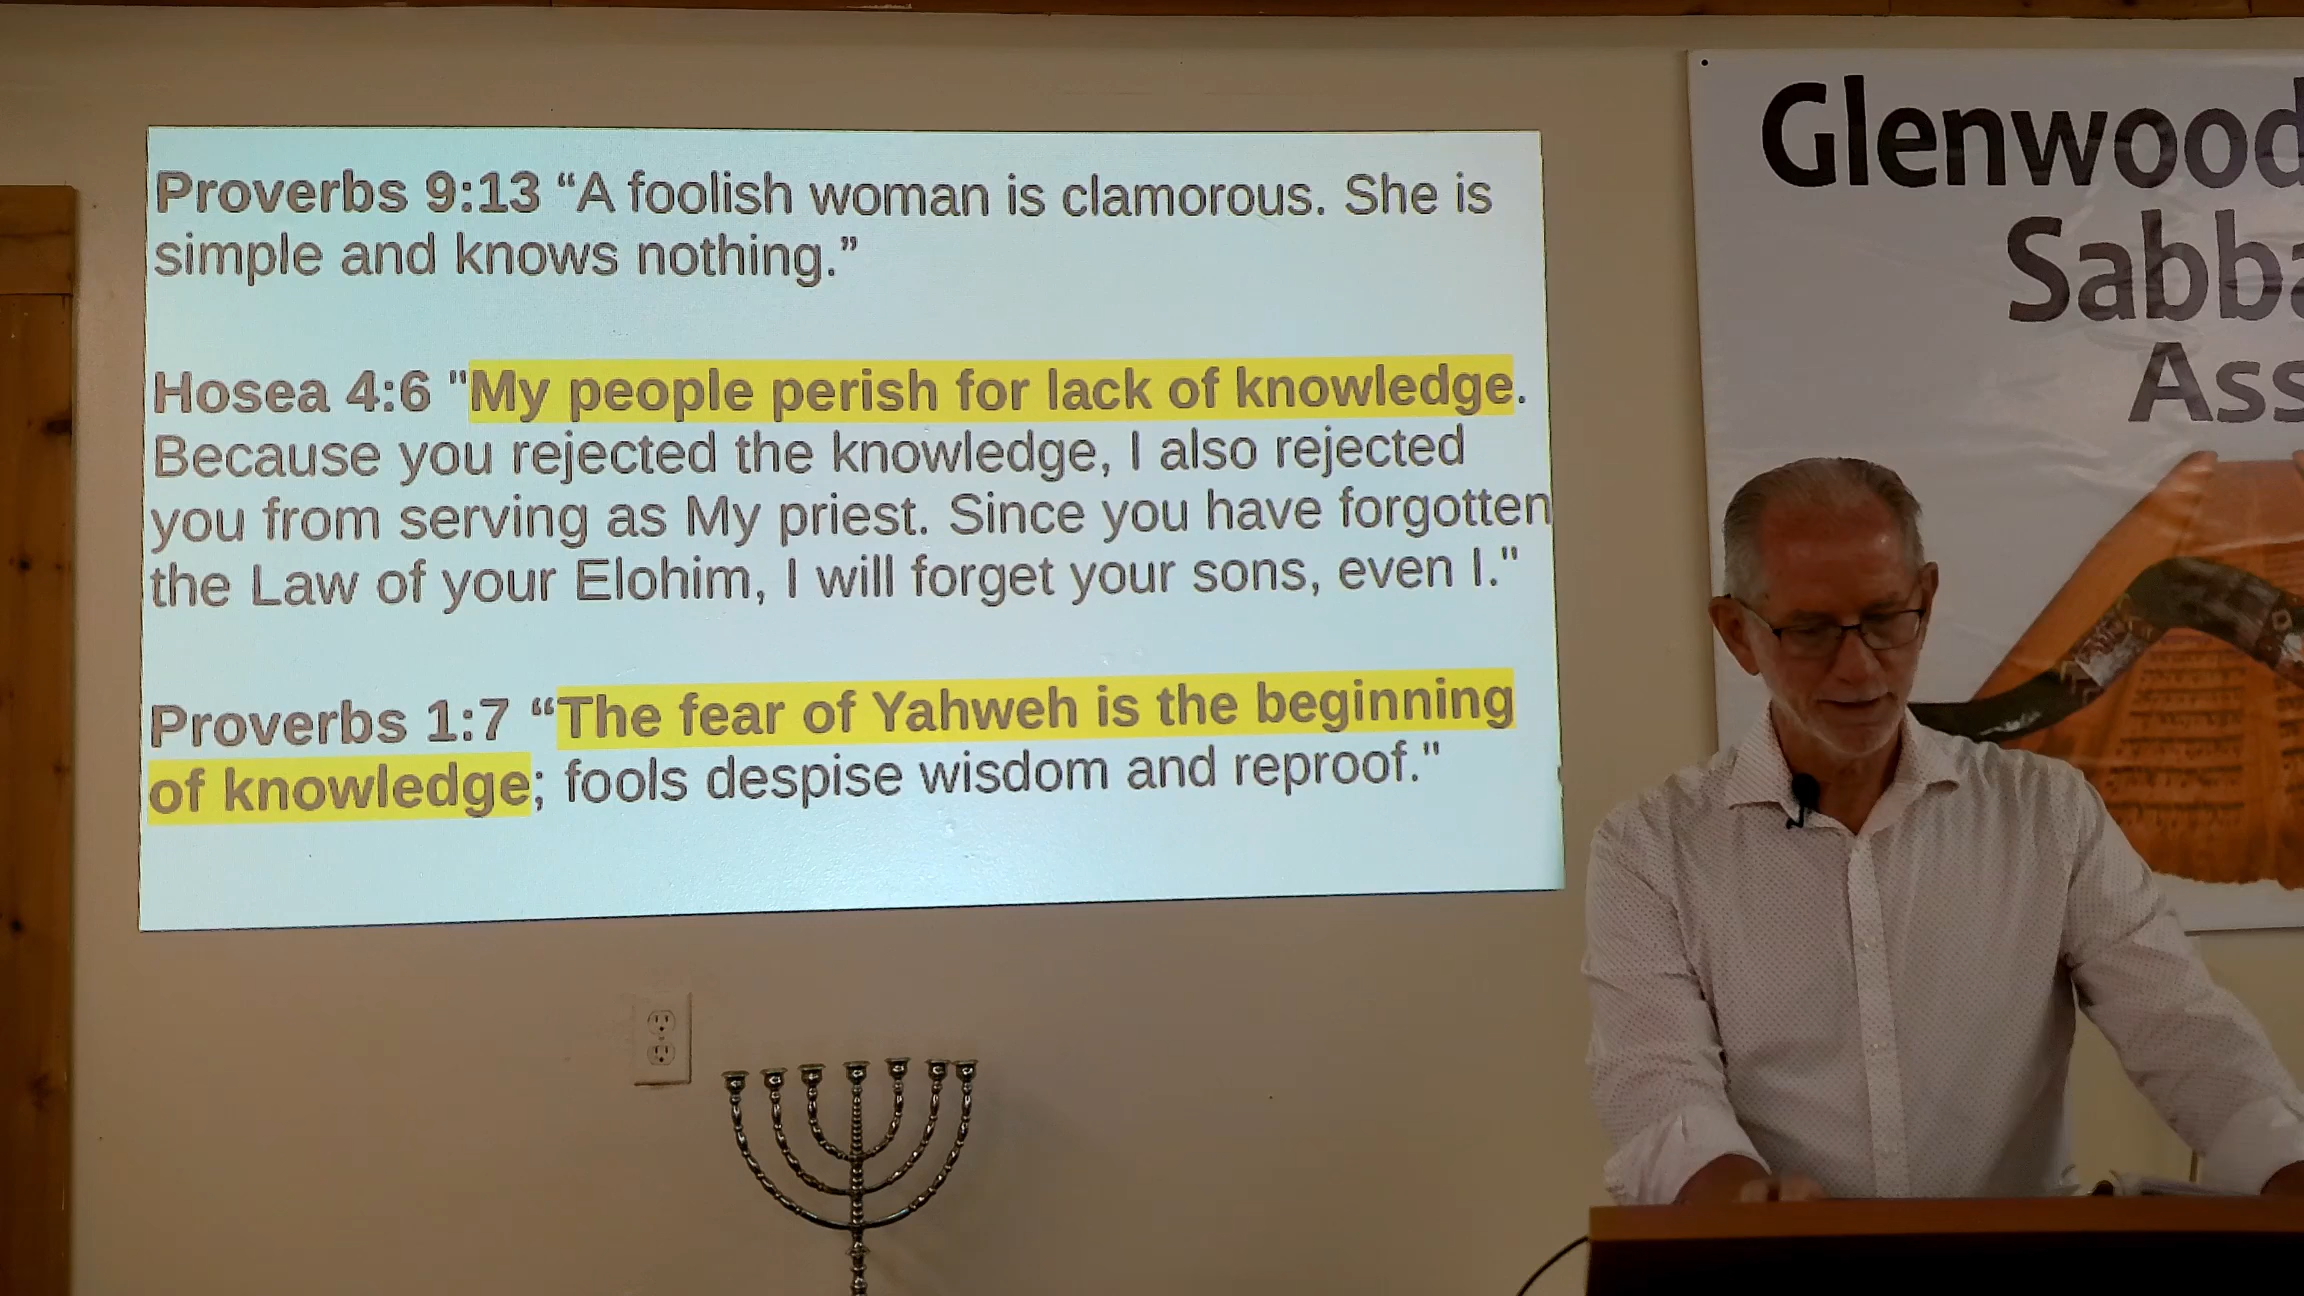 Proverbs 9:13 “A foolish woman is clamorous. She is
simple and knows nothing.”
Hosea 4:6 "My people perish for lack of knowledge.
Because you rejected the knowledge, I also rejected
you from serving as My priest. Since you have forgotten
the Law of your Elohim, I will forget your sons, even I."
Proverbs 1:7 “The fear of Yahweh is the beginning
of knowledge; fools despise wisdom and reproof."
Glenwood
Sabba
Ass